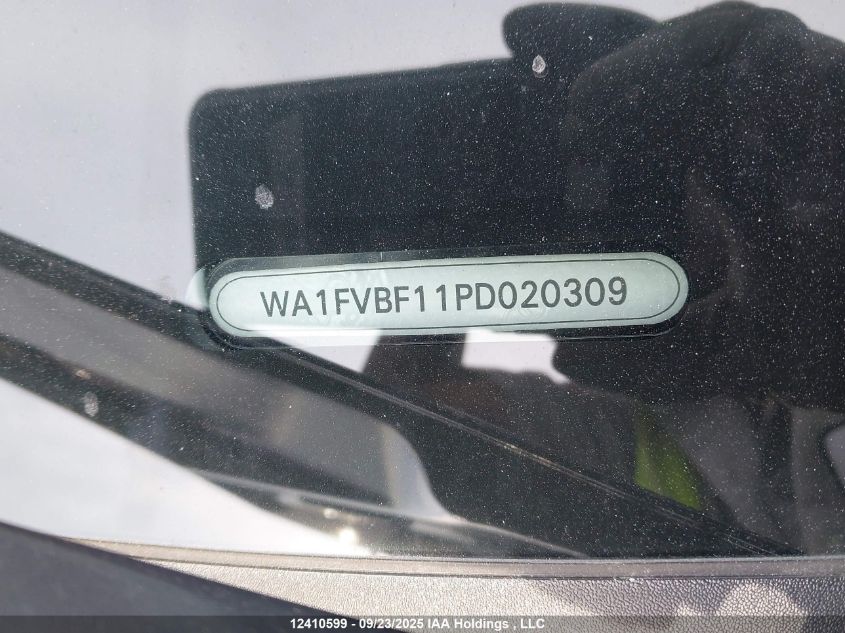 WA1FVBF11PD020309
12410599 - 09/23/2025 IAA Holdings , LLC